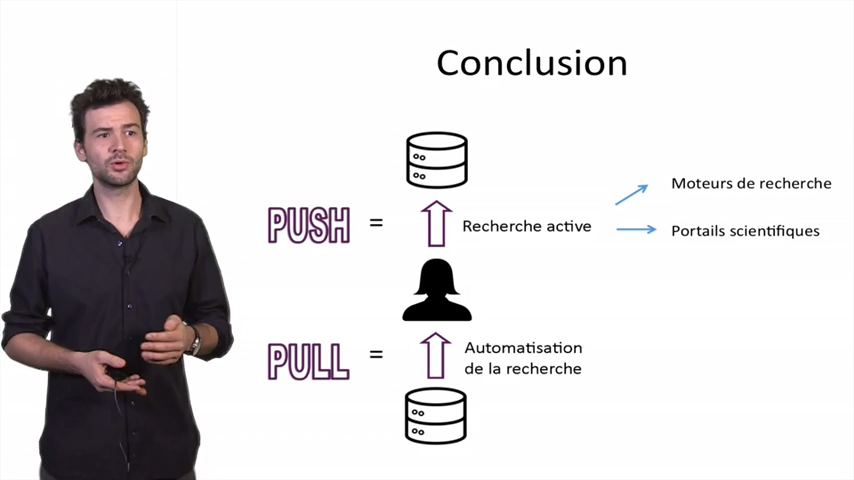 Conclusion
Moteurs de recherche
PUSH = Recherche active
Portails scientifiques
PULL = Automatisation
de la recherche